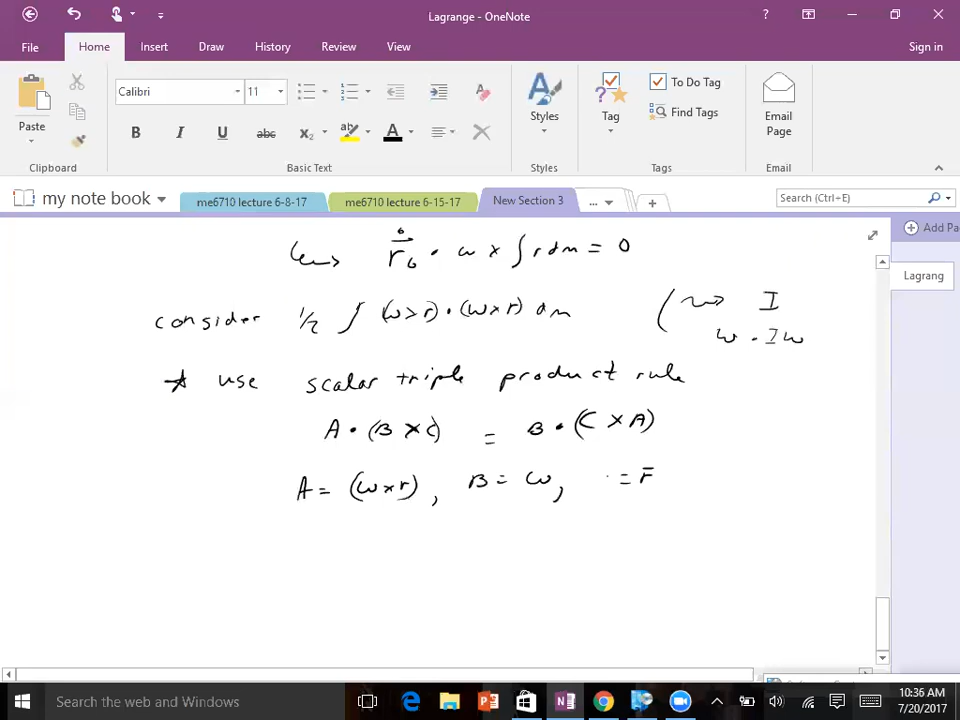 Lagrange - OneNote
?
File Home Insert Draw History Review View Sign in
Paste
Calibri 11
B I U abc X₂ A
Styles
Tag
To Do Tag
Find Tags
Email Page
Clipboard Basic Text Styles Tags Email
my notebook
me6710 lecture 6-8-17
me6710 lecture 6-15-17
New Section 3
...
Search (Ctrl+E)
Add Pa
Lagrang
· ω × ∫ r dm = 0
consider 1/2 ∫ (ω×r) · (ω×r) dm ( ⇝ I
ω · Iω
★ use scalar triple product rule
A · (B × C) = B · (C × A)
A = (ω×r), B = ω, = r
Search the web and Windows
10:36 AM
7/20/2017